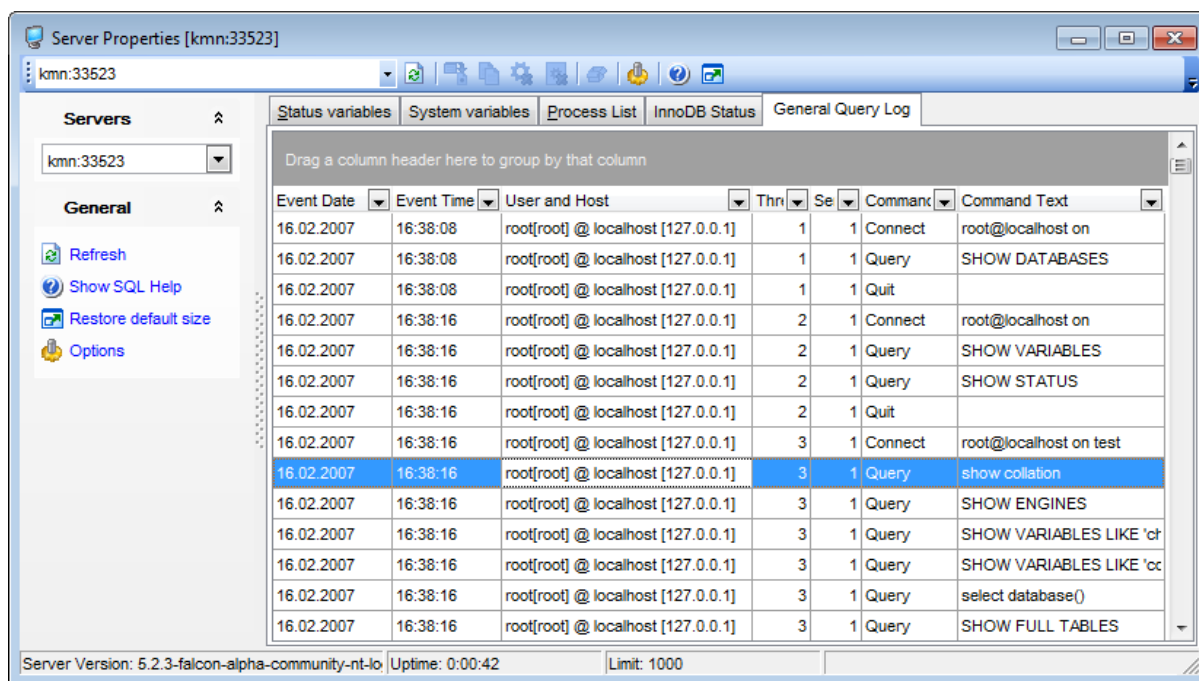 Server Properties [kmn:33523]
kmn:33523
Servers
kmn:33523
General
Refresh
Show SQL Help
Restore default size
Options
Status variables System variables Process List InnoDB Status General Query Log
Drag a column header here to group by that column
Event Date Event Time User and Host Thre Se Command Command Text
16.02.2007 16:38:08 root[root] @ localhost [127.0.0.1] 1 1 Connect root@localhost on
16.02.2007 16:38:08 root[root] @ localhost [127.0.0.1] 1 1 Query SHOW DATABASES
16.02.2007 16:38:08 root[root] @ localhost [127.0.0.1] 1 1 Quit
16.02.2007 16:38:16 root[root] @ localhost [127.0.0.1] 2 1 Connect root@localhost on
16.02.2007 16:38:16 root[root] @ localhost [127.0.0.1] 2 1 Query SHOW VARIABLES
16.02.2007 16:38:16 root[root] @ localhost [127.0.0.1] 2 1 Query SHOW STATUS
16.02.2007 16:38:16 root[root] @ localhost [127.0.0.1] 2 1 Quit
16.02.2007 16:38:16 root[root] @ localhost [127.0.0.1] 3 1 Connect root@localhost on test
16.02.2007 16:38:16 root[root] @ localhost [127.0.0.1] 3 1 Query show collation
16.02.2007 16:38:16 root[root] @ localhost [127.0.0.1] 3 1 Query SHOW ENGINES
16.02.2007 16:38:16 root[root] @ localhost [127.0.0.1] 3 1 Query SHOW VARIABLES LIKE 'ch
16.02.2007 16:38:16 root[root] @ localhost [127.0.0.1] 3 1 Query SHOW VARIABLES LIKE 'cc
16.02.2007 16:38:16 root[root] @ localhost [127.0.0.1] 3 1 Query select database()
16.02.2007 16:38:16 root[root] @ localhost [127.0.0.1] 3 1 Query SHOW FULL TABLES
Server Version: 5.2.3-falcon-alpha-community-nt-lo Uptime: 0:00:42 Limit: 1000